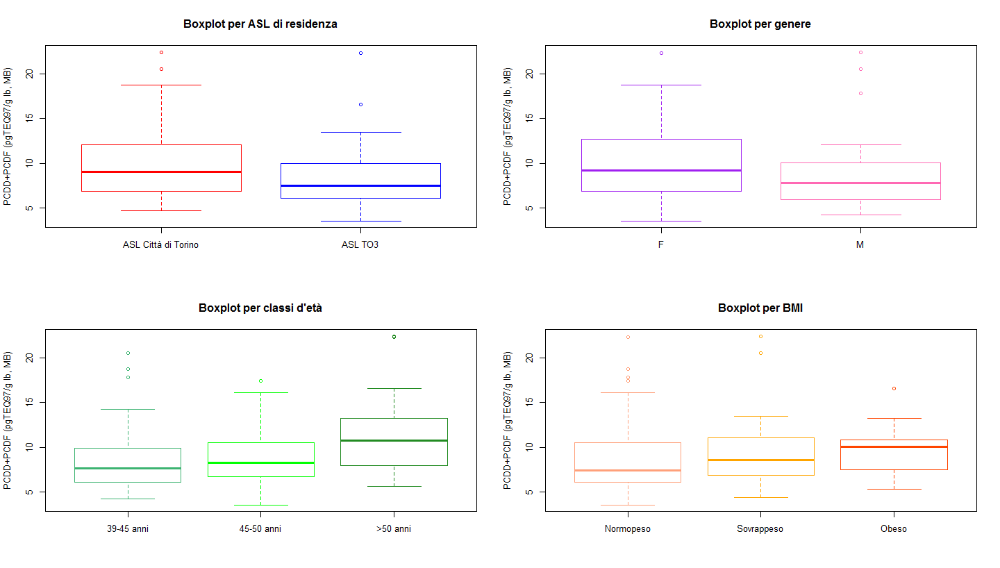 Boxplot per ASL di residenza
PCDD+PCDF (pgTEQ97/g lb, MB)
20
15
10
5
ASL Città di Torino
ASL TO3
Boxplot per genere
PCDD+PCDF (pgTEQ97/g lb, MB)
20
15
10
5
F
M
Boxplot per classi d'età
PCDD+PCDF (pgTEQ97/g lb, MB)
20
15
10
5
39-45 anni
45-50 anni
>50 anni
Boxplot per BMI
PCDD+PCDF (pgTEQ97/g lb, MB)
20
15
10
5
Normopeso
Sovrappeso
Obeso